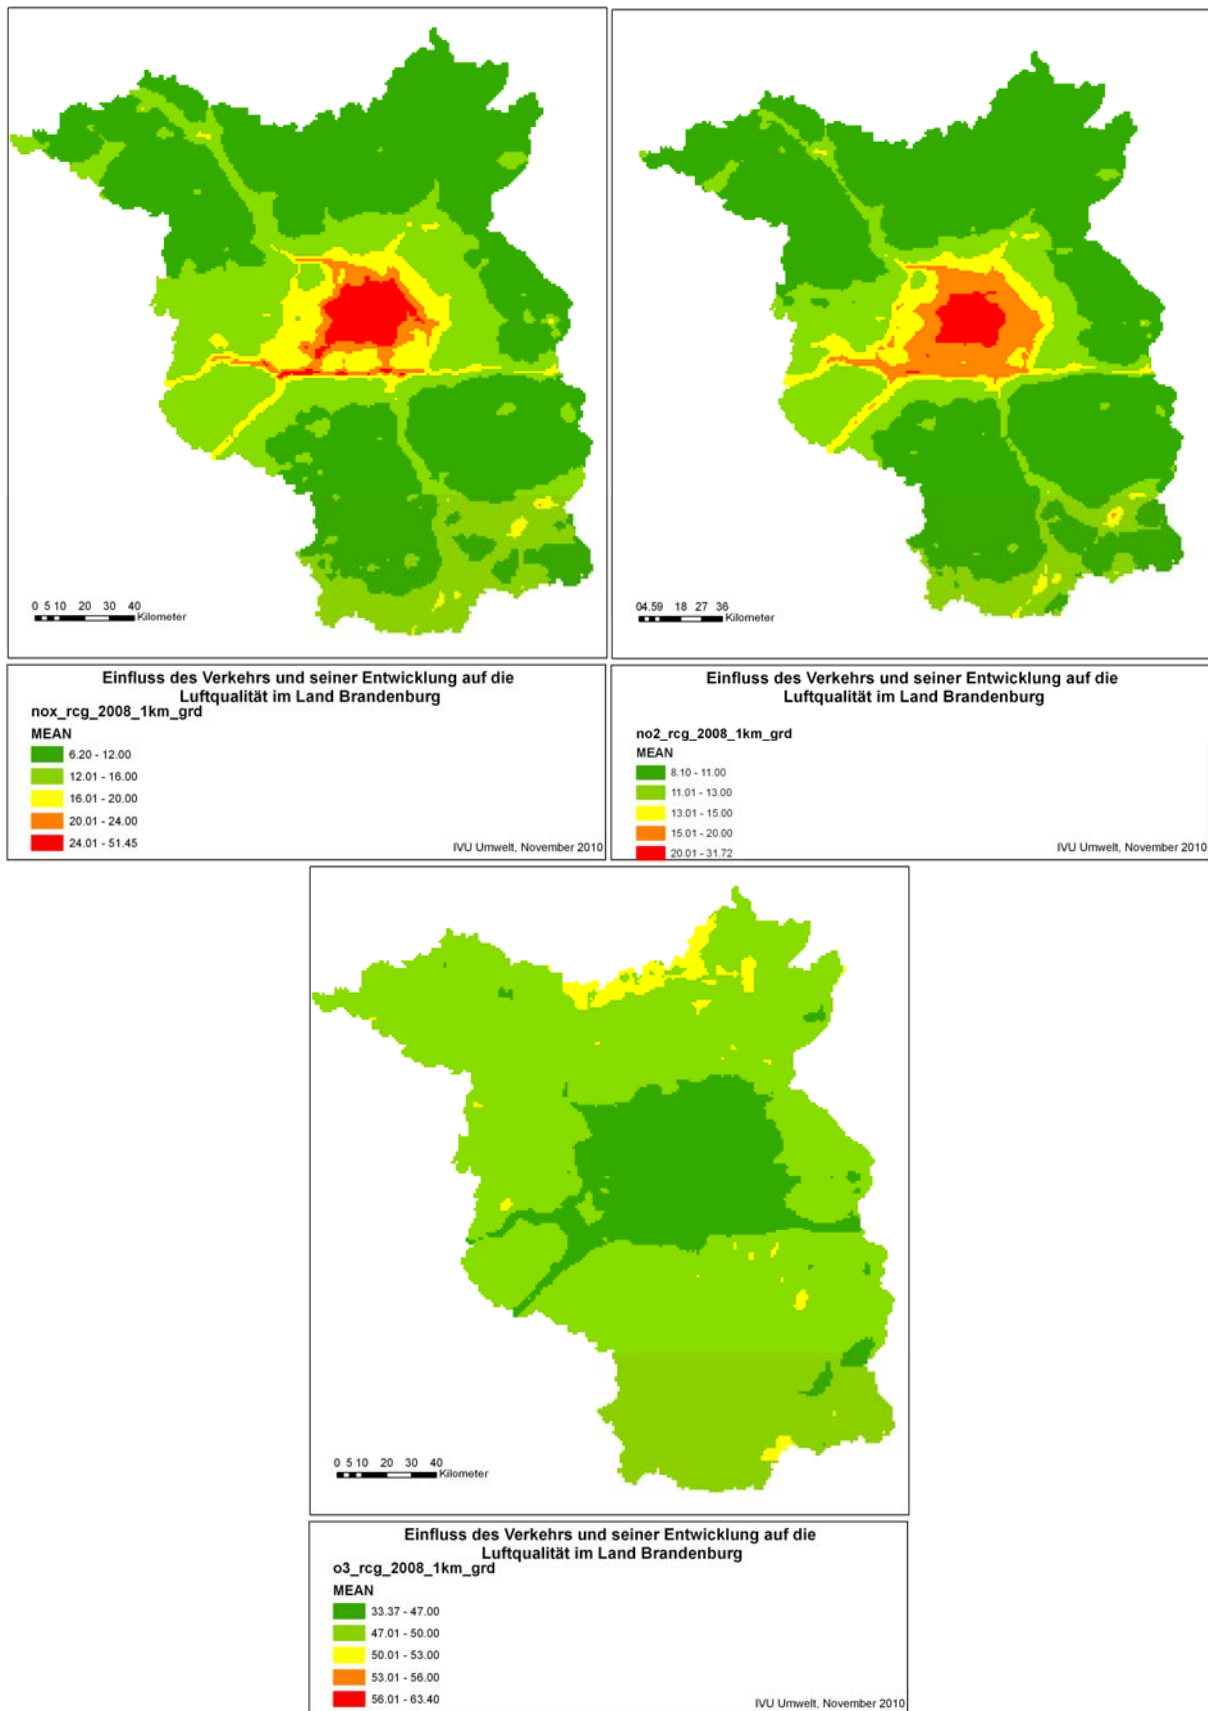 0 5 10 20 30 40
Kilometer
04.59 18 27 36
Kilometer
Einfluss des Verkehrs und seiner Entwicklung auf die
Luftqualität im Land Brandenburg
nox_rcg_2008_1km_grd
MEAN
6.20 - 12.00
12.01 - 16.00
16.01 - 20.00
20.01 - 24.00
24.01 - 51.45
IVU Umwelt, November 2010
Einfluss des Verkehrs und seiner Entwicklung auf die
Luftqualität im Land Brandenburg
no2_rcg_2008_1km_grd
MEAN
8.10 - 11.00
11.01 - 13.00
13.01 - 15.00
15.01 - 20.00
20.01 - 31.72
IVU Umwelt, November 2010
0 5 10 20 30 40
Kilometer
Einfluss des Verkehrs und seiner Entwicklung auf die
Luftqualität im Land Brandenburg
o3_rcg_2008_1km_grd
MEAN
33.37 - 47.00
47.01 - 50.00
50.01 - 53.00
53.01 - 56.00
56.01 - 63.40
IVU Umwelt, November 2010